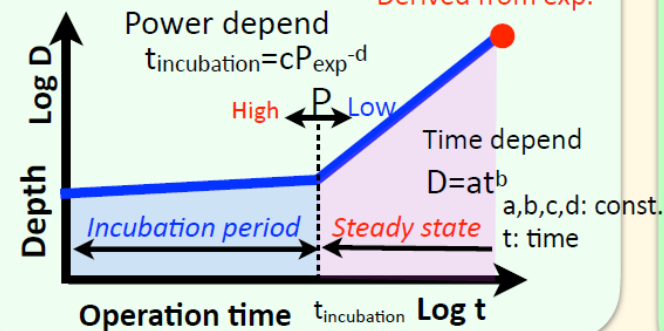 Derived from exp.
Power depend
tincubation=cPexp-d
P
High
Low
Time depend
D=atb
a,b,c,d: const.
t: time
Incubation period
Steady state
Depth Log D
Operation time tincubation Log t